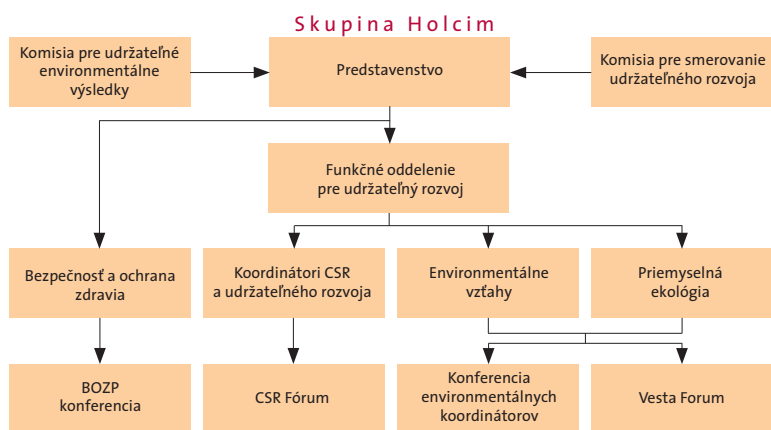 Skupina Holcim
Komisia pre udržateľné
environmentálne
výsledky
Predstavenstvo
Komisia pre smerovanie
udržateľného rozvoja
Funkčné oddelenie
pre udržateľný rozvoj
Bezpečnosť a ochrana
zdravia
Koordinátori CSR
a udržateľného rozvoja
Environmentálne
vzťahy
Priemyselná
ekológia
BOZP
konferencia
CSR Fórum
Konferencia
environmentálnych
koordinátorov
Vesta Forum